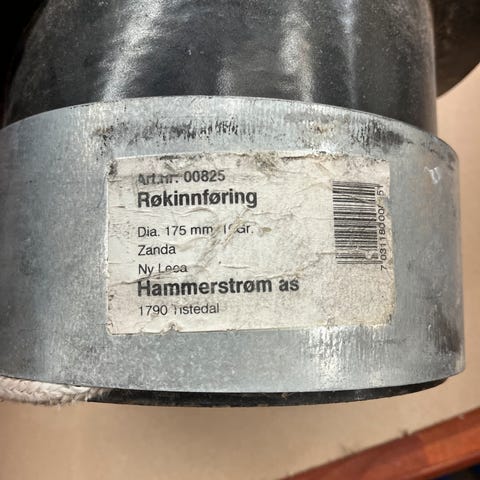 Art.nr: 00825
Røkinnføring
Dia. 175 mm
Zanda
Ny Leca
Hammerstrøm as
1790 Tistedal